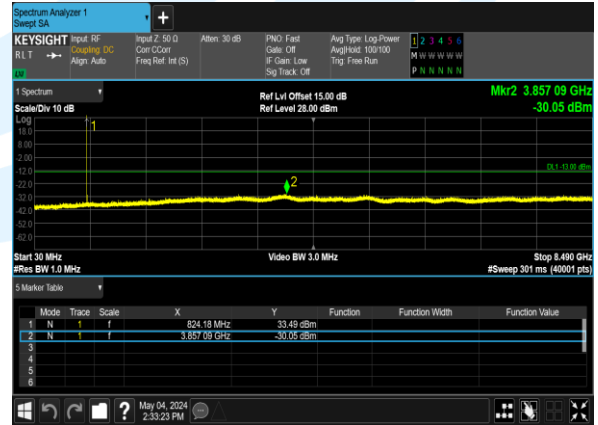 Spectrum Analyzer 1
Swept SA
+
KEYSIGHT Input: RF Input Z: 50 Ω Atten: 30 dB PNO: Fast Avg Type: Log-Power 1 2 3 4 5 6
RLT Coupling: DC Corr CCorr Gate: Off Avg|Hold: 100/100 M W W W W W
Align: Auto Freq Ref: Int (S) IF Gain: Low Trig: Free Run P N N N N N
Sig Track: Off
1 Spectrum Ref Lvl Offset 15.00 dB Mkr2 3.857 09 GHz
Scale/Div 10 dB Ref Level 28.00 dBm -30.05 dBm
Log
1
18.0
8.00
-2.00
-12.0 DL1 -13.00 dBm
-22.0
2
-32.0
-42.0
-52.0
-62.0
Start 30 MHz Video BW 3.0 MHz Stop 8.490 GHz
#Res BW 1.0 MHz #Sweep 301 ms (40001 pts)
5 Marker Table
Mode Trace Scale X Y Function Function Width Function Value
1 N 1 f 824.18 MHz 33.49 dBm
2 N 1 f 3.857 09 GHz -30.05 dBm
3
4
5
6
? May 04, 2024
2:33:23 PM